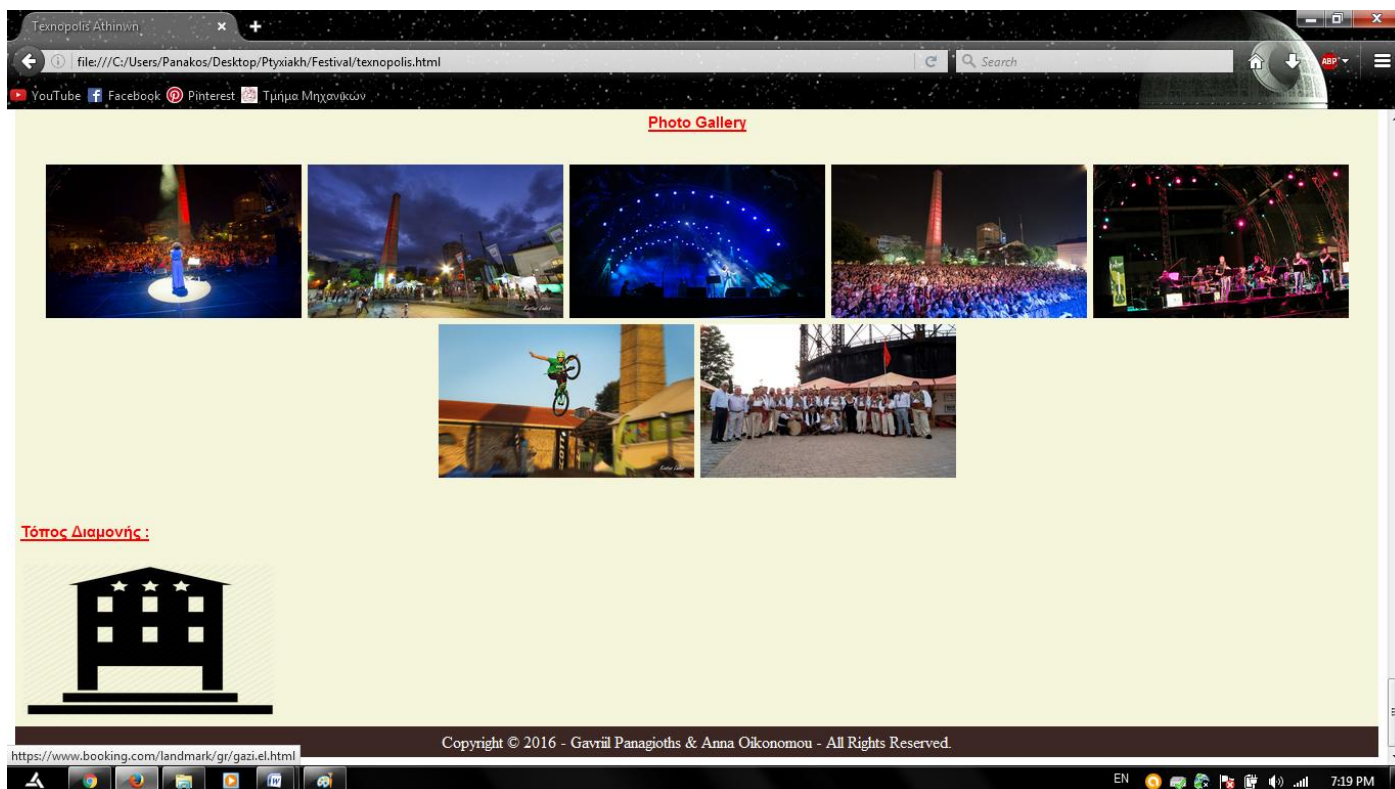 Texnopolis Athinwn
file:///C:/Users/Panakos/Desktop/Ptyxiakh/Festival/texnopolis.html
Search
ABP
YouTube Facebook Pinterest Τμήμα Μηχανικών
Photo Gallery
Τόπος Διαμονής :
Copyright © 2016 - Gavriil Panagioths & Anna Oikonomou - All Rights Reserved.
https://www.booking.com/landmark/gr/gazi.el.html
EN 7:19 PM